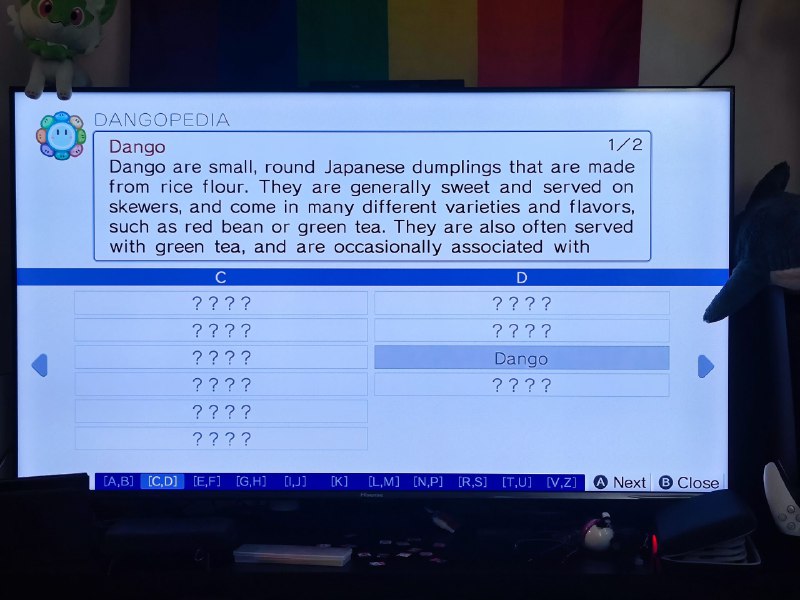 DANGOPEDIA
Dango
1/2
Dango are small, round Japanese dumplings that are made
from rice flour. They are generally sweet and served on
skewers, and come in many different varieties and flavors,
such as red bean or green tea. They are also often served
with green tea, and are occasionally associated with
C
D
????
????
????
????
????
Dango
????
????
????
????
[A,B] [C,D] [E,F] [G,H] [I,J] [K] [L,M] [N,P] [R,S] [T,U] [V,Z] A Next B Close
Hisense